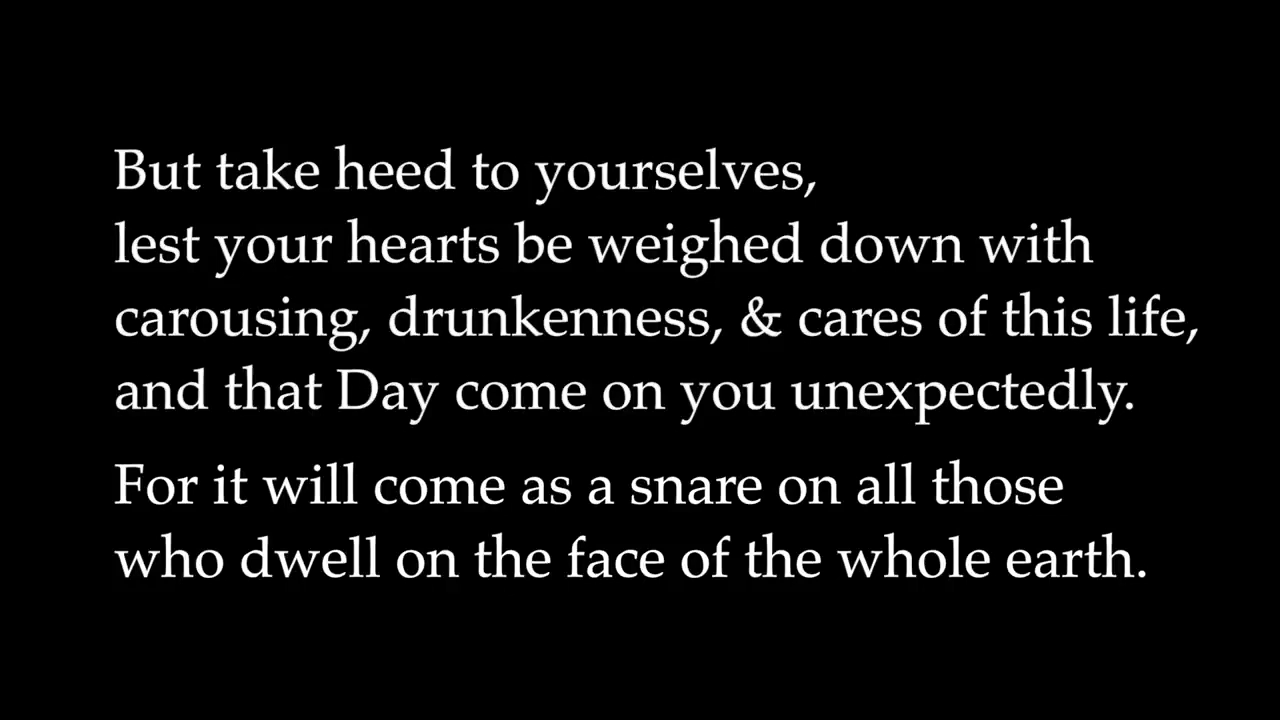 But take heed to yourselves,
lest your hearts be weighed down with
carousing, drunkenness, & cares of this life,
and that Day come on you unexpectedly.
For it will come as a snare on all those
who dwell on the face of the whole earth.